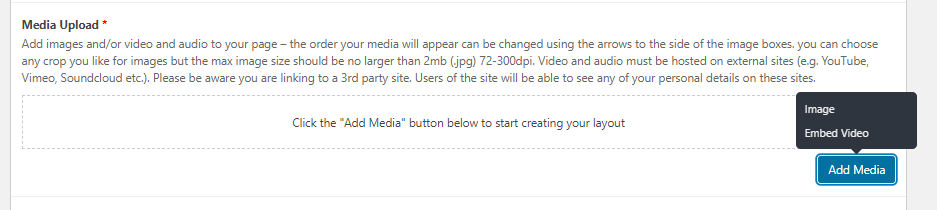 Media Upload *
Add images and/or video and audio to your page – the order your media will appear can be changed using the arrows to the side of the image boxes. you can choose
any crop you like for images but the max image size should be no larger than 2mb (.jpg) 72-300dpi. Video and audio must be hosted on external sites (e.g. YouTube,
Vimeo, Soundcloud etc.). Please be aware you are linking to a 3rd party site. Users of the site will be able to see any of your personal details on these sites.
Image
Click the "Add Media" button below to start creating your layout
Embed Video
Add Media